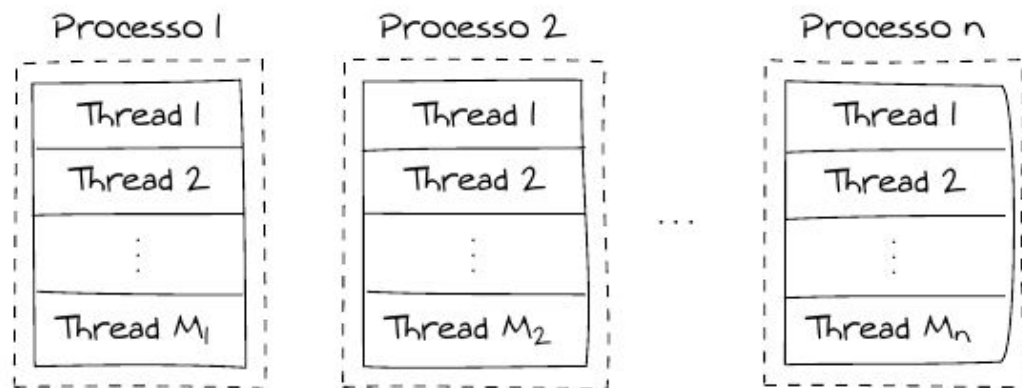 Processo 1
Processo 2
Processo n
Thread 1
Thread 2
⋮
Thread M₁
Thread 1
Thread 2
⋮
Thread M₂
...
Thread 1
Thread 2
⋮
Thread Mₙ